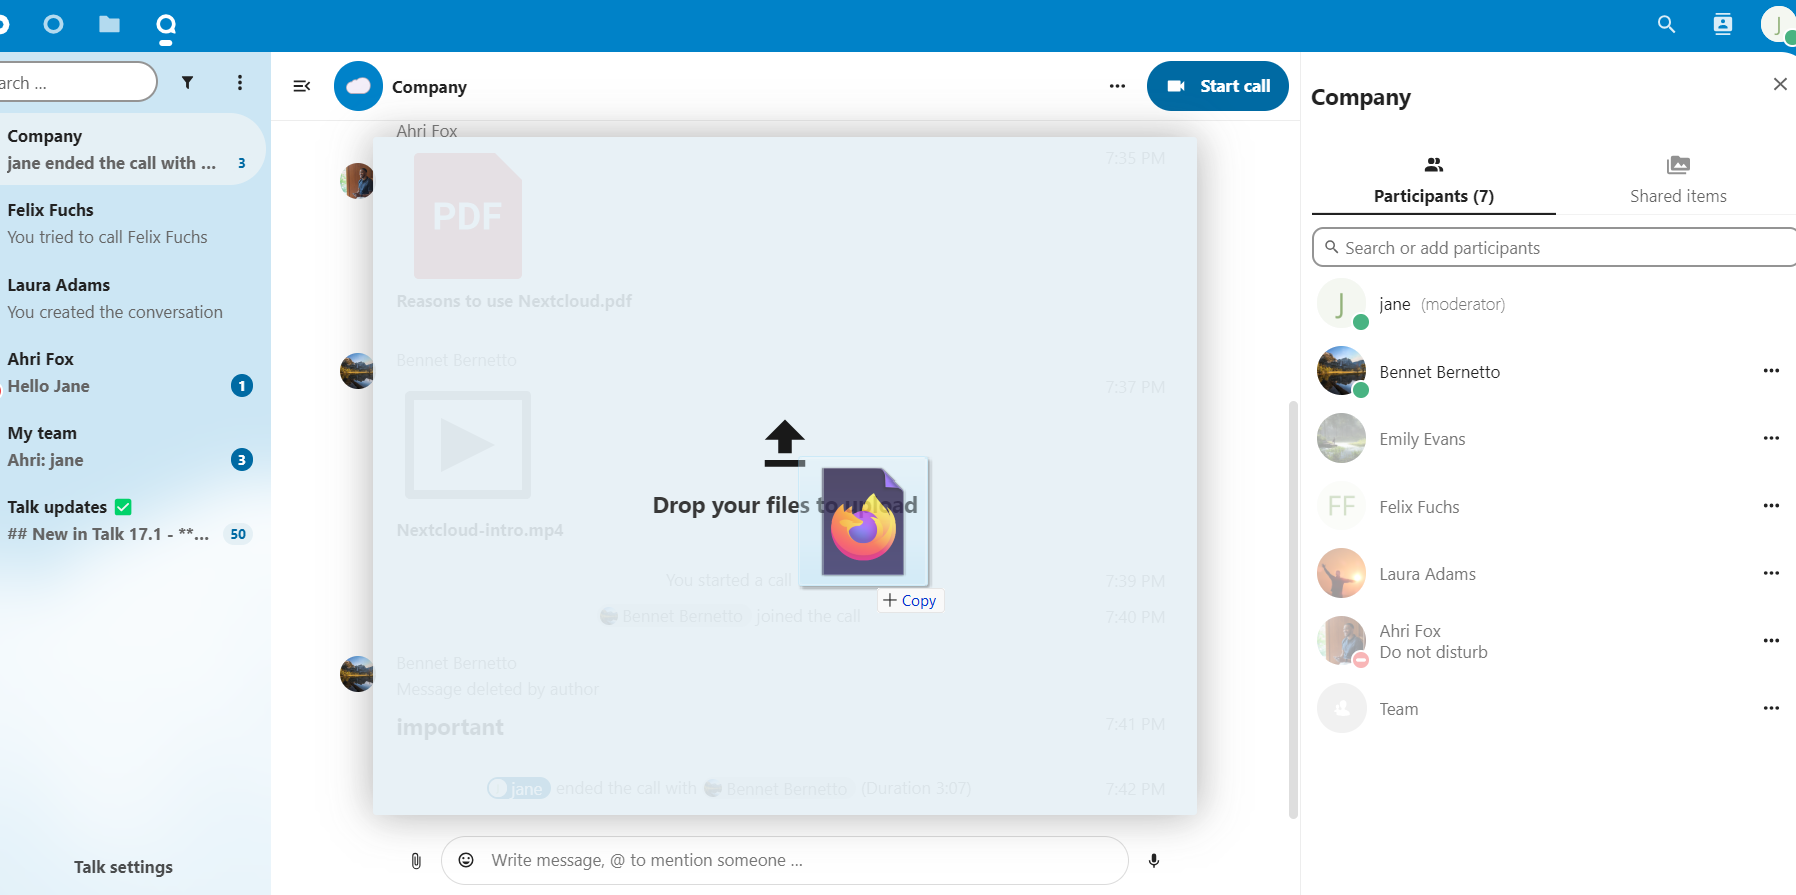 arch ...
Company
jane ended the call with ...
3
Felix Fuchs
You tried to call Felix Fuchs
Laura Adams
You created the conversation
Ahri Fox
Hello Jane
1
My team
Ahri: jane
3
Talk updates ✅
## New in Talk 17.1 - **...
50
Talk settings
Company
Start call
Ahri Fox
7:35 PM
PDF
Reasons to use Nextcloud.pdf
Bennet Bernetto
7:37 PM
Nextcloud-intro.mp4
Drop your files to upload
Copy
You started a call
7:39 PM
Bennet Bernetto joined the call
7:40 PM
Bennet Bernetto
Message deleted by author
important
7:41 PM
jane ended the call with Bennet Bernetto (Duration 3:07)
7:42 PM
Write message, @ to mention someone ...
J
Company
Participants (7)
Shared items
Search or add participants
J
jane (moderator)
Bennet Bernetto
Emily Evans
FF
Felix Fuchs
Laura Adams
Ahri Fox
Do not disturb
Team